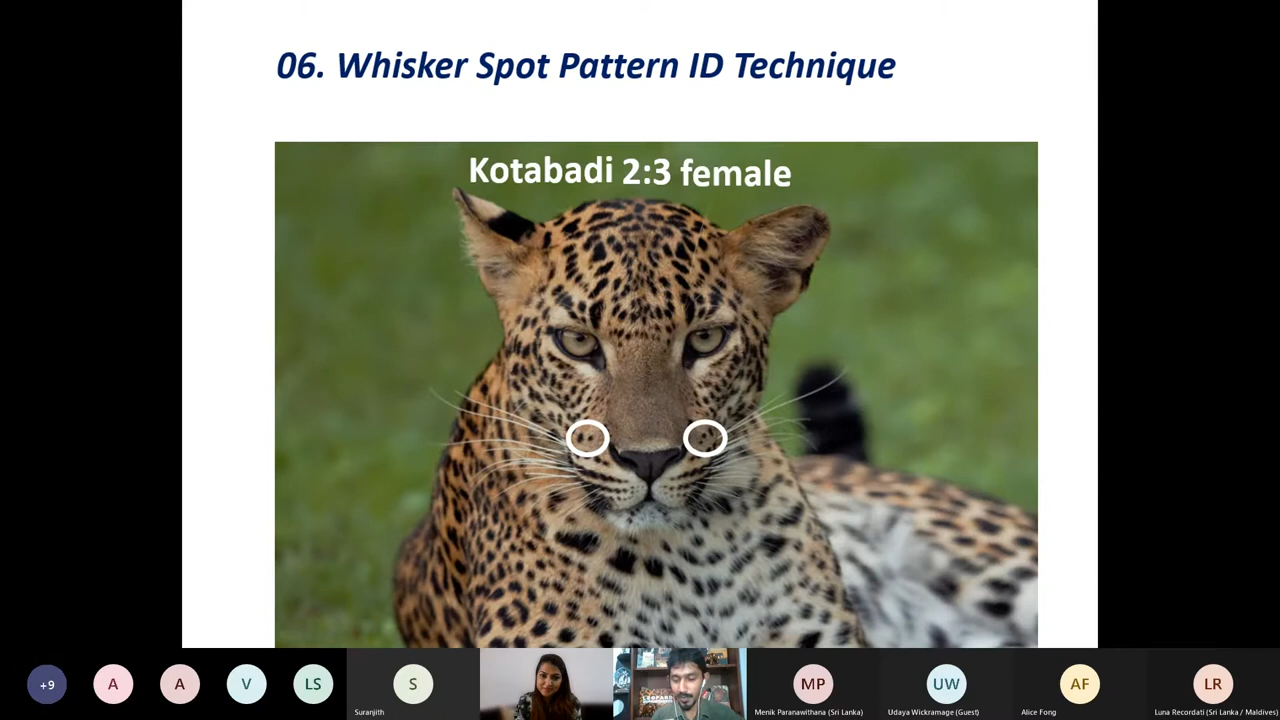 06. Whisker Spot Pattern ID Technique
Kotabadi 2:3 female
+9
A
A
V
LS
S
Suranjith
LEOPARD
MP
Menik Paranawithana (Sri Lanka)
UW
Udaya Wickramage (Guest)
AF
Alice Fong
LR
Luna Recordati (Sri Lanka / Maldives)